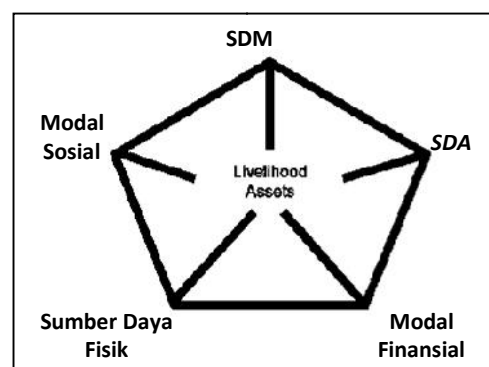 SDM
Modal
Sosial
SDA
Livelihood
Assets
Sumber Daya
Fisik
Modal
Finansial